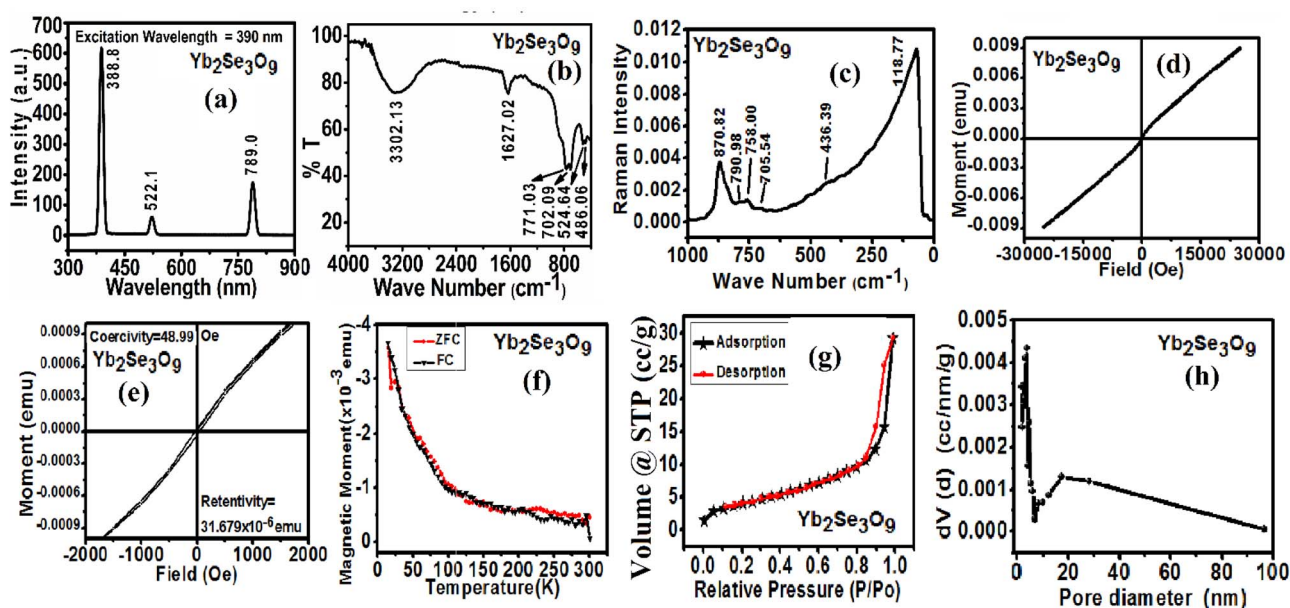 Excitation Wavelength = 390 nm
Yb2Se3O9
(a)
388.8
522.1
789.0
Intensity (a.u.)
700
600
500
400
300
200
100
0
300 450 600 750 900
Wavelength (nm)
Yb2Se3O9
(b)
3302.13
1627.02
771.03
702.09
524.64
486.06
% T
100
80
60
40
20
4000 3200 2400 1600 800
Wave Number (cm-1)
Yb2Se3O9
(c)
118.77
870.82
790.98
758.00
705.54
436.39
Raman Intensity
0.012
0.010
0.008
0.006
0.004
0.002
0.000
1000 750 500 250 0
Wave Number (cm-1)
Yb2Se3O9
(d)
Moment (emu)
0.009
0.006
0.003
0.000
-0.003
-0.006
-0.009
-30000 -15000 0 15000 30000
Field (Oe)
Coercivity=48.99 Oe
Yb2Se3O9
(e)
Retentivity=
31.679x10-6 emu
Moment (emu)
0.0009
0.0006
0.0003
0.0000
-0.0003
-0.0006
-0.0009
-2000 -1000 0 1000 2000
Field (Oe)
ZFC
FC
Yb2Se3O9
(f)
Magnetic Moment(x10-3 emu)
-4
-3
-2
-1
0
0 50 100 150 200 250 300
Temperature(K)
Adsorption
Desorption
(g)
Yb2Se3O9
Volume @ STP (cc/g)
30
25
20
15
10
5
0
0.0 0.2 0.4 0.6 0.8 1.0
Relative Pressure (P/Po)
Yb2Se3O9
(h)
dV (d) (cc/nm/g)
0.005
0.004
0.003
0.002
0.001
0.000
0 20 40 60 80 100
Pore diameter (nm)